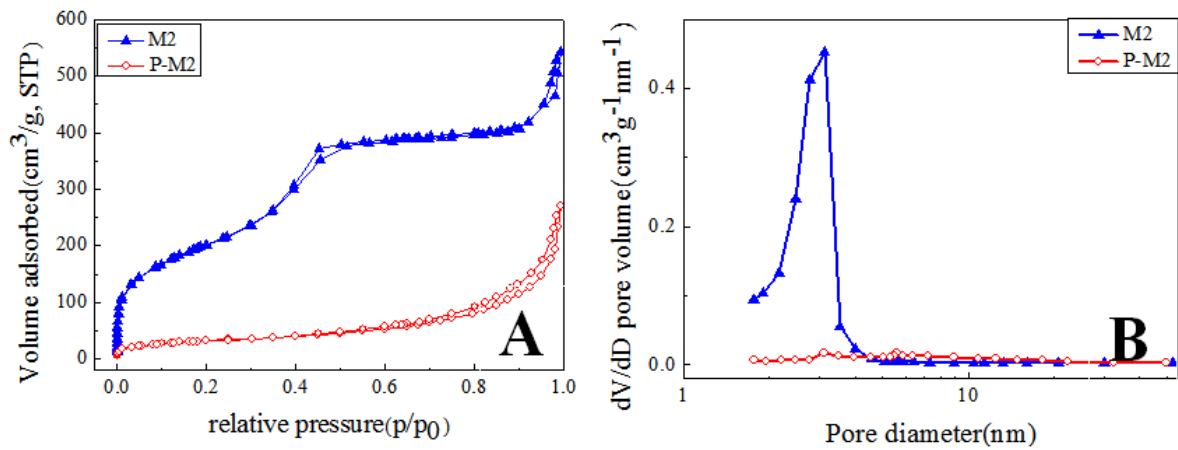 600
500
400
300
200
100
0
Volume adsorbed(cm³/g, STP)
M2
P-M2
A
0.0 0.2 0.4 0.6 0.8 1.0
relative pressure(p/p₀)
0.4
0.2
0.0
dV/dD pore volume(cm³g-1nm-1)
M2
P-M2
B
1 10
Pore diameter(nm)